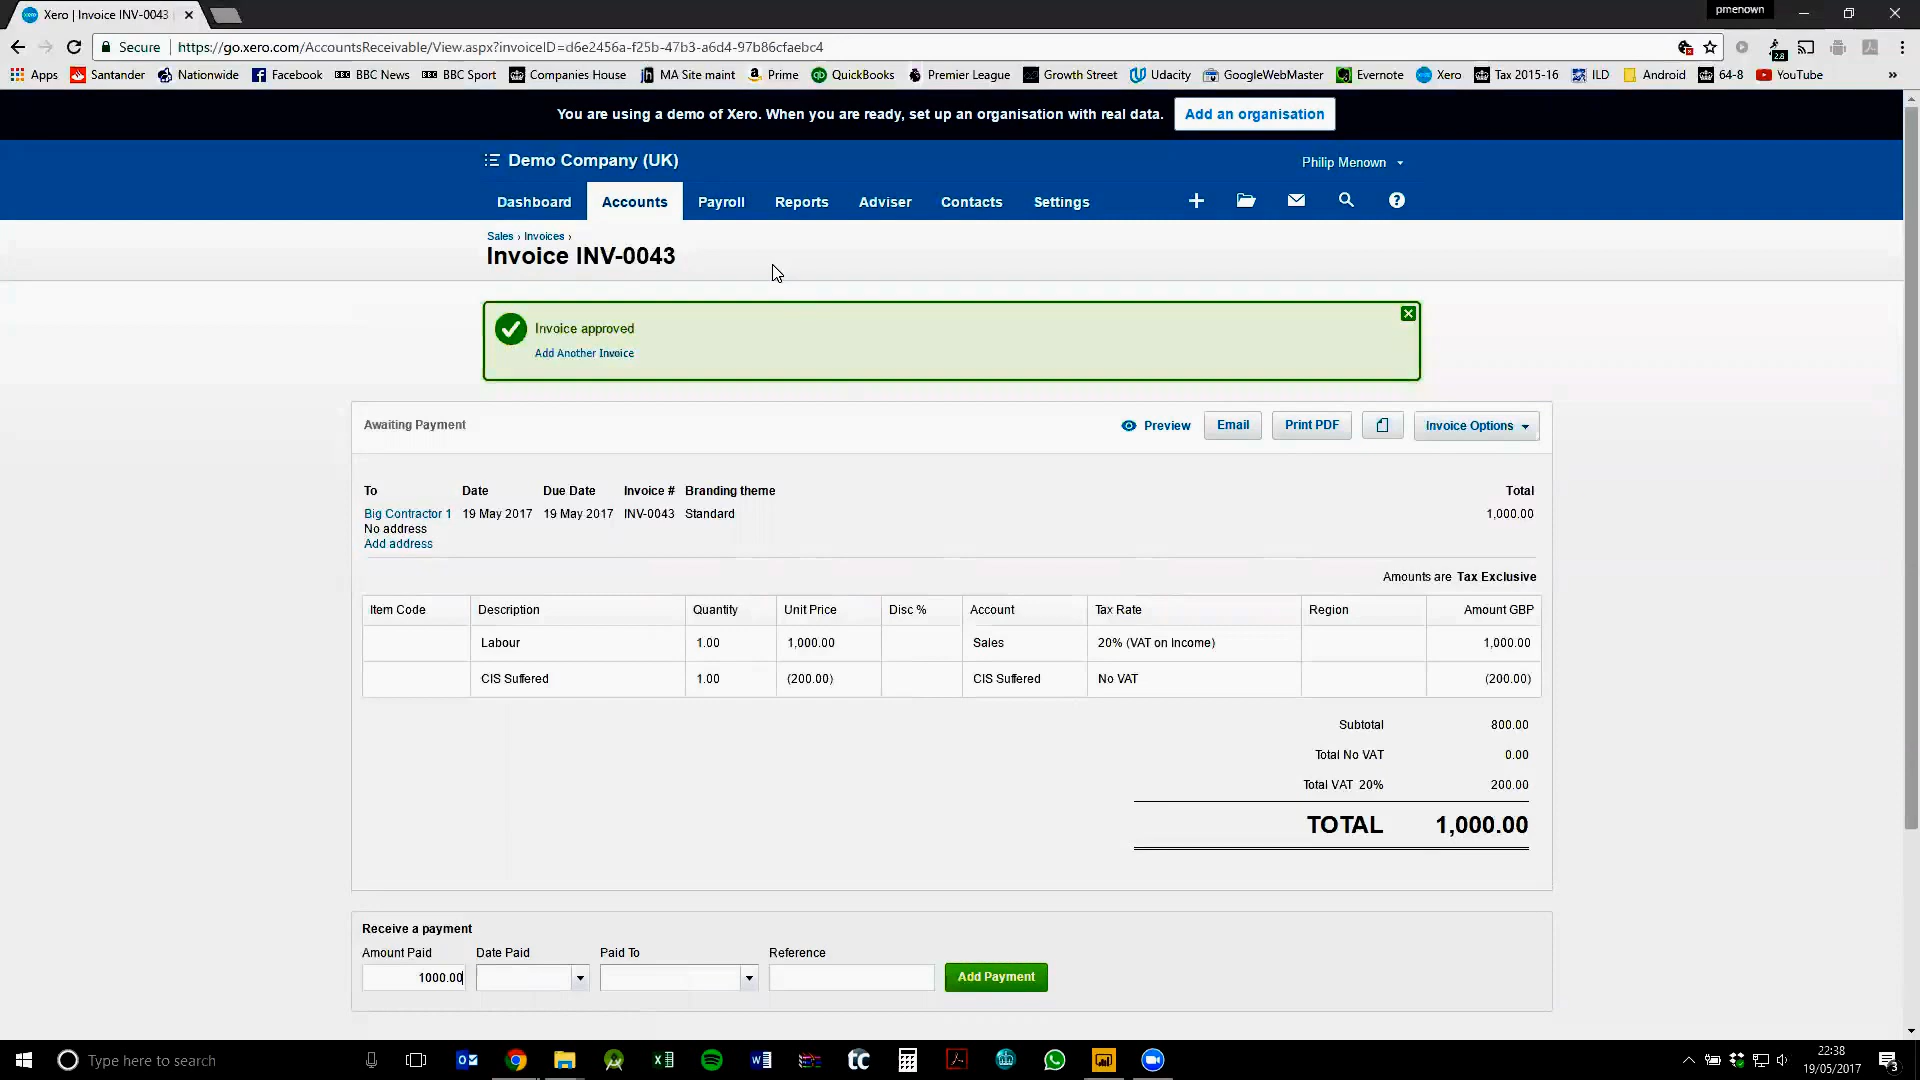 Xero | Invoice INV-0043
pmenown
Secure https://go.xero.com/AccountsReceivable/View.aspx?invoiceID=d6e2456a-f25b-47b3-a6d4-97b86cfaebc4
2.8
Apps Santander Nationwide Facebook BBC News BBC Sport Companies House MA Site maint Prime QuickBooks Premier League Growth Street Udacity GoogleWebMaster Evernote Xero Tax 2015-16 ILD Android 64-8 YouTube »
You are using a demo of Xero. When you are ready, set up an organisation with real data. Add an organisation
Demo Company (UK) Philip Menown
Dashboard Accounts Payroll Reports Adviser Contacts Settings
Sales › Invoices ›
Invoice INV-0043
Invoice approved
Add Another Invoice
Awaiting Payment Preview Email Print PDF Invoice Options
To Date Due Date Invoice # Branding theme Total
Big Contractor 1 19 May 2017 19 May 2017 INV-0043 Standard 1,000.00
No address
Add address
Amounts are Tax Exclusive
Item Code Description Quantity Unit Price Disc % Account Tax Rate Region Amount GBP
Labour 1.00 1,000.00 Sales 20% (VAT on Income) 1,000.00
CIS Suffered 1.00 (200.00) CIS Suffered No VAT (200.00)
Subtotal 800.00
Total No VAT 0.00
Total VAT 20% 200.00
TOTAL 1,000.00
Receive a payment
Amount Paid Date Paid Paid To Reference
1000.00 Add Payment
Type here to search
22:38
19/05/2017
3